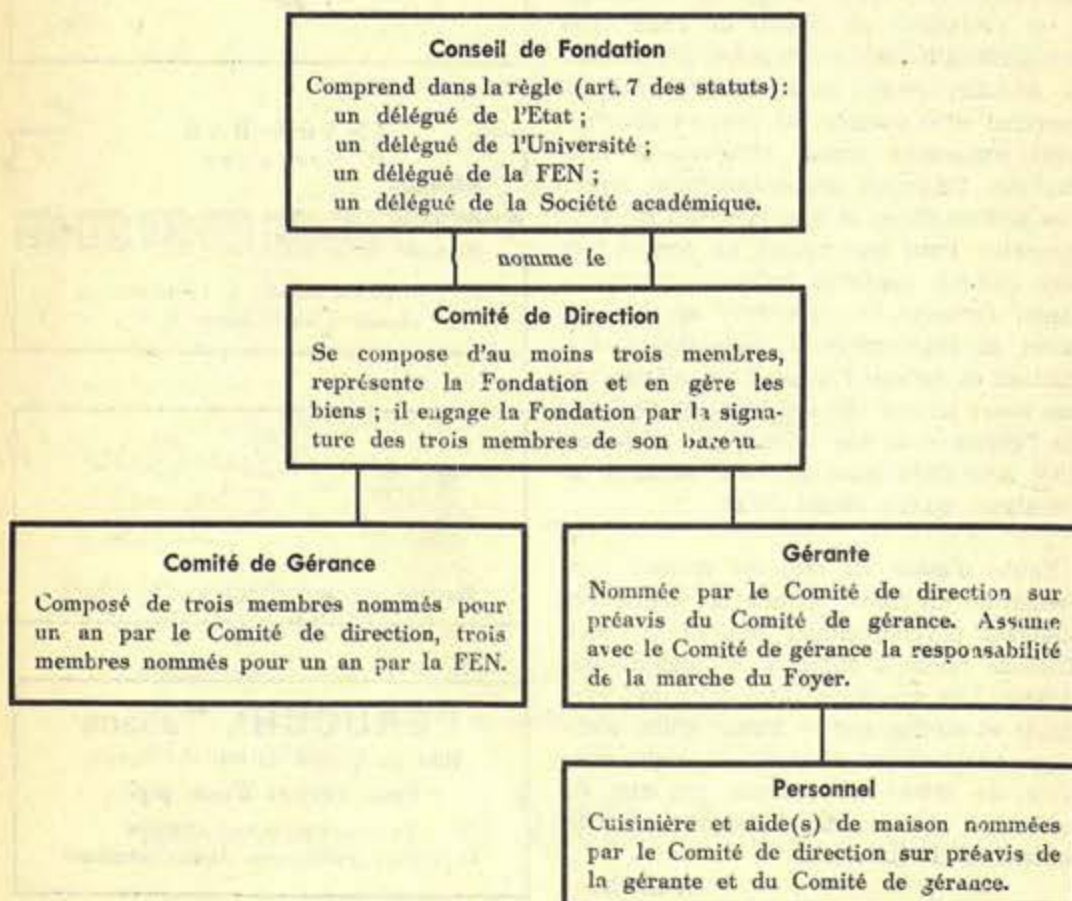 Conseil de Fondation
Comprend dans la règle (art. 7 des statuts):
un délégué de l'Etat ;
un délégué de l'Université ;
un délégué de la FEN ;
un délégué de la Société académique.
nomme le
Comité de Direction
Se compose d'au moins trois membres,
représente la Fondation et en gère les
biens ; il engage la Fondation par la signa-
ture des trois membres de son bureau
Comité de Gérance
Composé de trois membres nommés pour
un an par le Comité de direction, trois
membres nommés pour un an par la FEN.
Gérante
Nommée par le Comité de direction sur
préavis du Comité de gérance. Assume
avec le Comité de gérance la responsabilité
de la marche du Foyer.
Personnel
Cuisinière et aide(s) de maison nommées
par le Comité de direction sur préavis de
la gérante et du Comité de gérance.